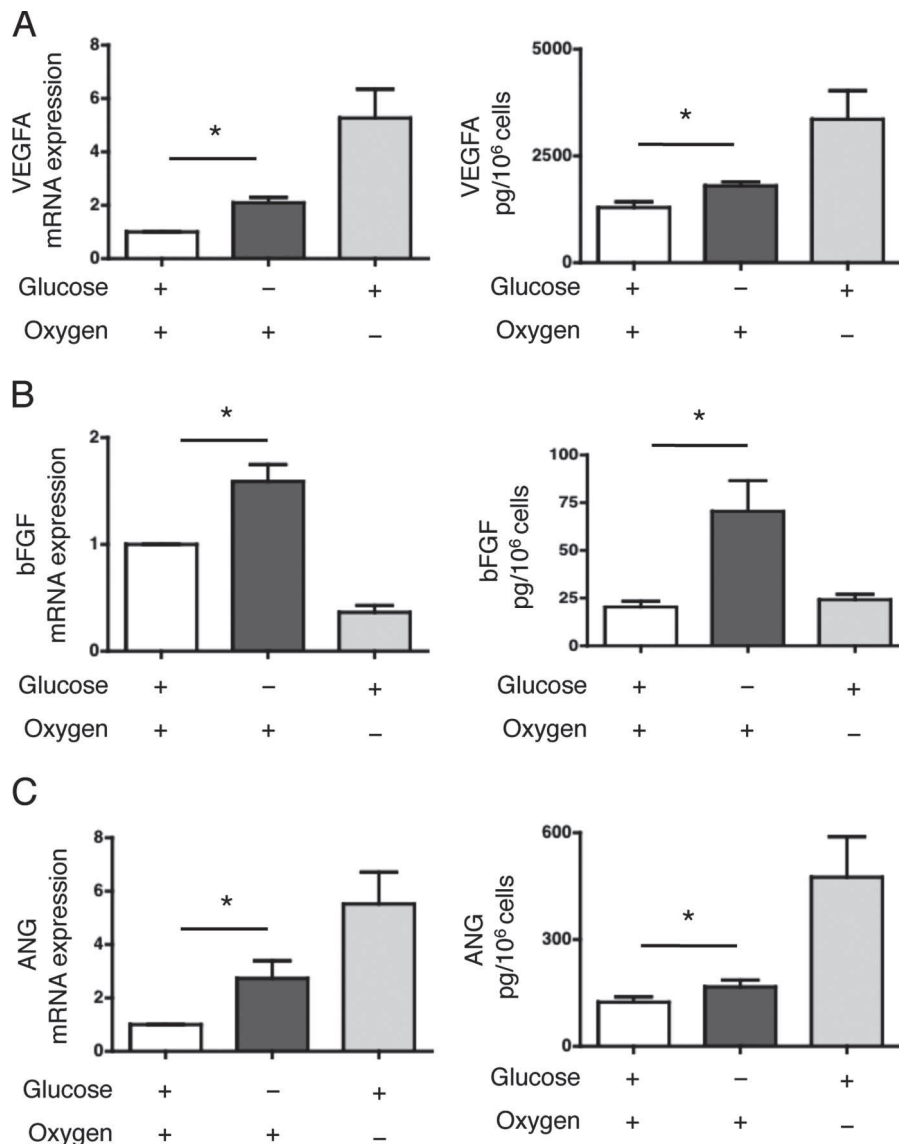 A
VEGFA
mRNA expression
8
6
4
2
0
*
Glucose + − +
Oxygen + + −
VEGFA
pg/10⁶ cells
5000
2500
0
*
+ − +
+ + −
B
bFGF
mRNA expression
2
1
0
*
Glucose + − +
Oxygen + + −
bFGF
pg/10⁶ cells
100
75
50
25
0
*
Glucose + − +
Oxygen + + −
C
ANG
mRNA expression
8
6
4
2
0
*
Glucose + − +
Oxygen + + −
ANG
pg/10⁶ cells
600
300
0
*
Glucose + − +
Oxygen + + −